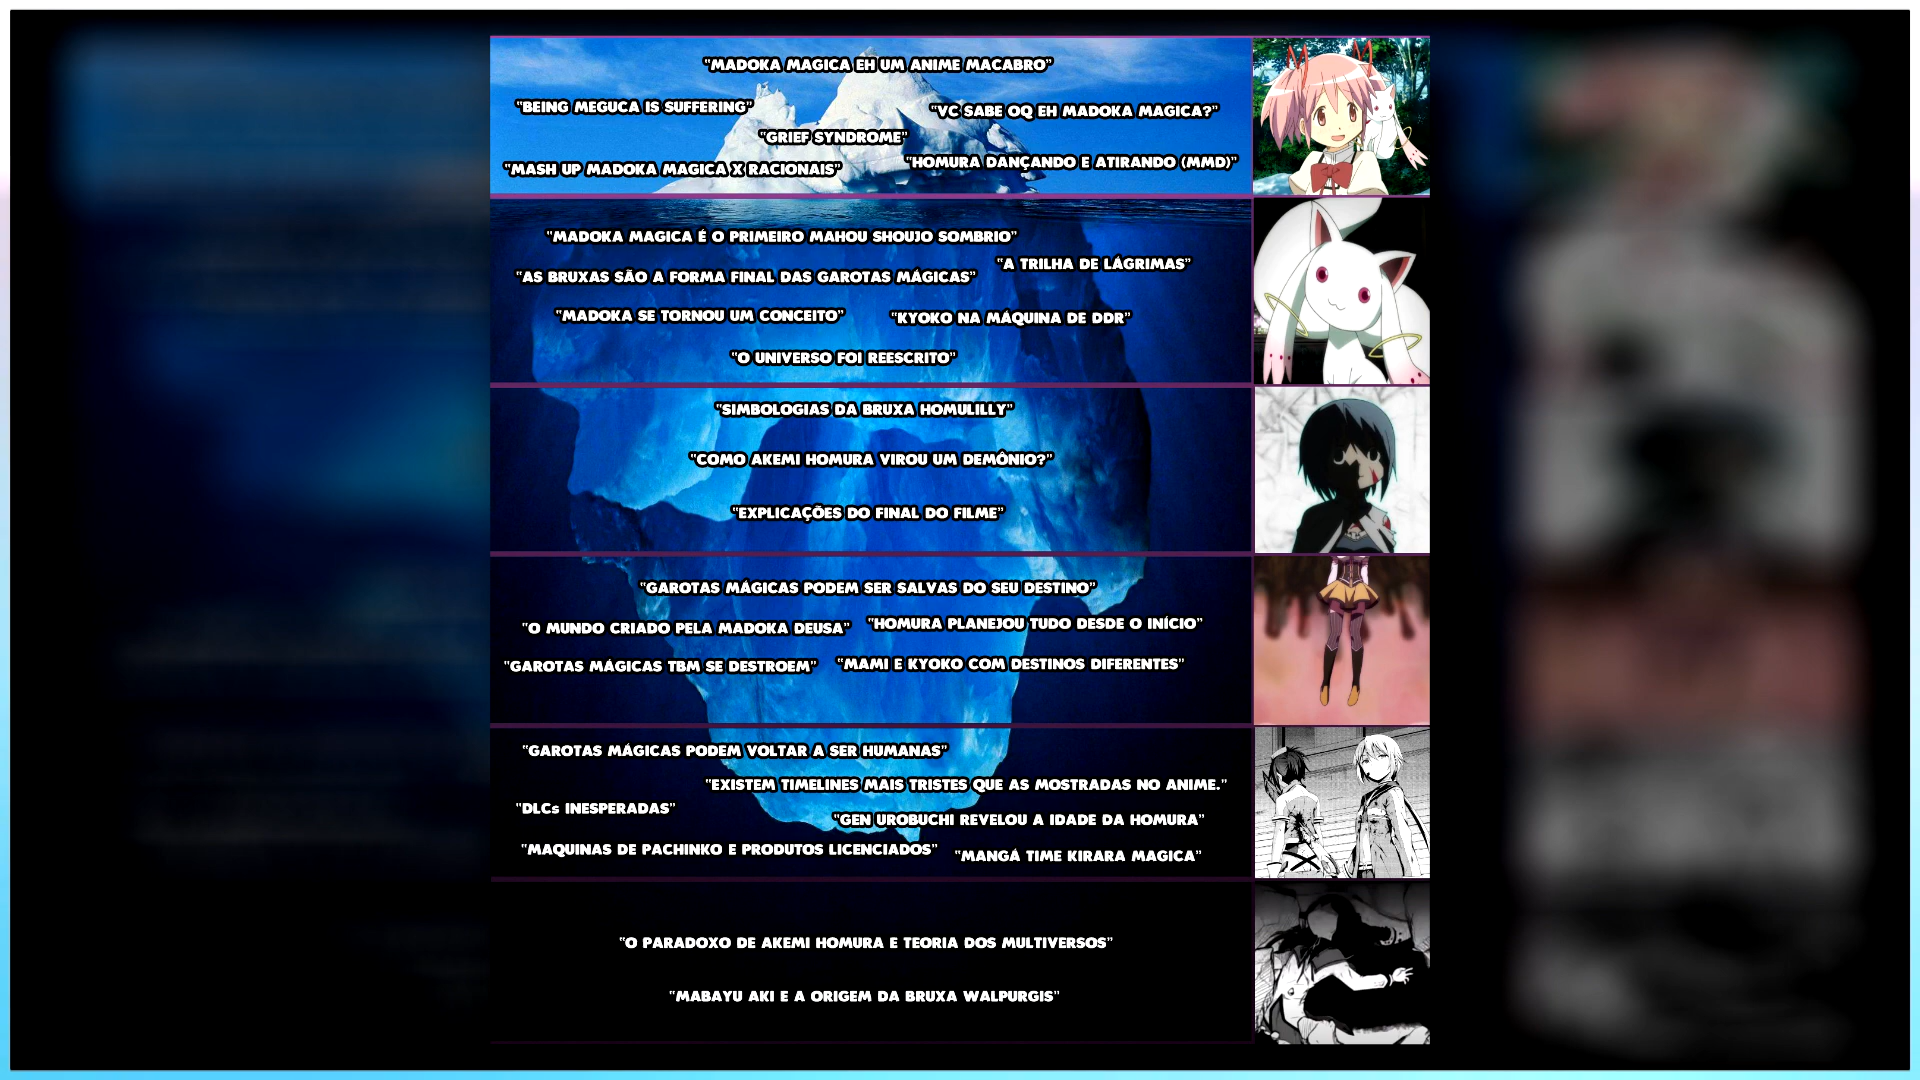 "MADOKA MAGICA EH UM ANIME MACABRO"
"BEING MEGUCA IS SUFFERING"
"VC SABE OQ EH MADOKA MAGICA?"
"GRIEF SYNDROME"
"MASH UP MADOKA MAGICA X RACIONAIS"
"HOMURA DANÇANDO E ATIRANDO (MMD)"
"MADOKA MAGICA É O PRIMEIRO MAHOU SHOUJO SOMBRIO"
"A TRILHA DE LÁGRIMAS"
"AS BRUXAS SÃO A FORMA FINAL DAS GAROTAS MÁGICAS"
"MADOKA SE TORNOU UM CONCEITO"
"KYOKO NA MÁQUINA DE DDR"
"O UNIVERSO FOI REESCRITO"
"SIMBOLOGIAS DA BRUXA HOMULILLY"
"COMO AKEMI HOMURA VIROU UM DEMÔNIO?"
"EXPLICAÇÕES DO FINAL DO FILME"
"GAROTAS MÁGICAS PODEM SER SALVAS DO SEU DESTINO"
"O MUNDO CRIADO PELA MADOKA DEUSA"
"HOMURA PLANEJOU TUDO DESDE O INÍCIO"
"GAROTAS MÁGICAS TBM SE DESTROEM"
"MAMI E KYOKO COM DESTINOS DIFERENTES"
"GAROTAS MÁGICAS PODEM VOLTAR A SER HUMANAS"
"EXISTEM TIMELINES MAIS TRISTES QUE AS MOSTRADAS NO ANIME."
"DLCs INESPERADAS"
"GEN UROBUCHI REVELOU A IDADE DA HOMURA"
"MAQUINAS DE PACHINKO E PRODUTOS LICENCIADOS"
"MANGÁ TIME KIRARA MAGICA"
"O PARADOXO DE AKEMI HOMURA E TEORIA DOS MULTIVERSOS"
"MABAYU AKI E A ORIGEM DA BRUXA WALPURGIS"